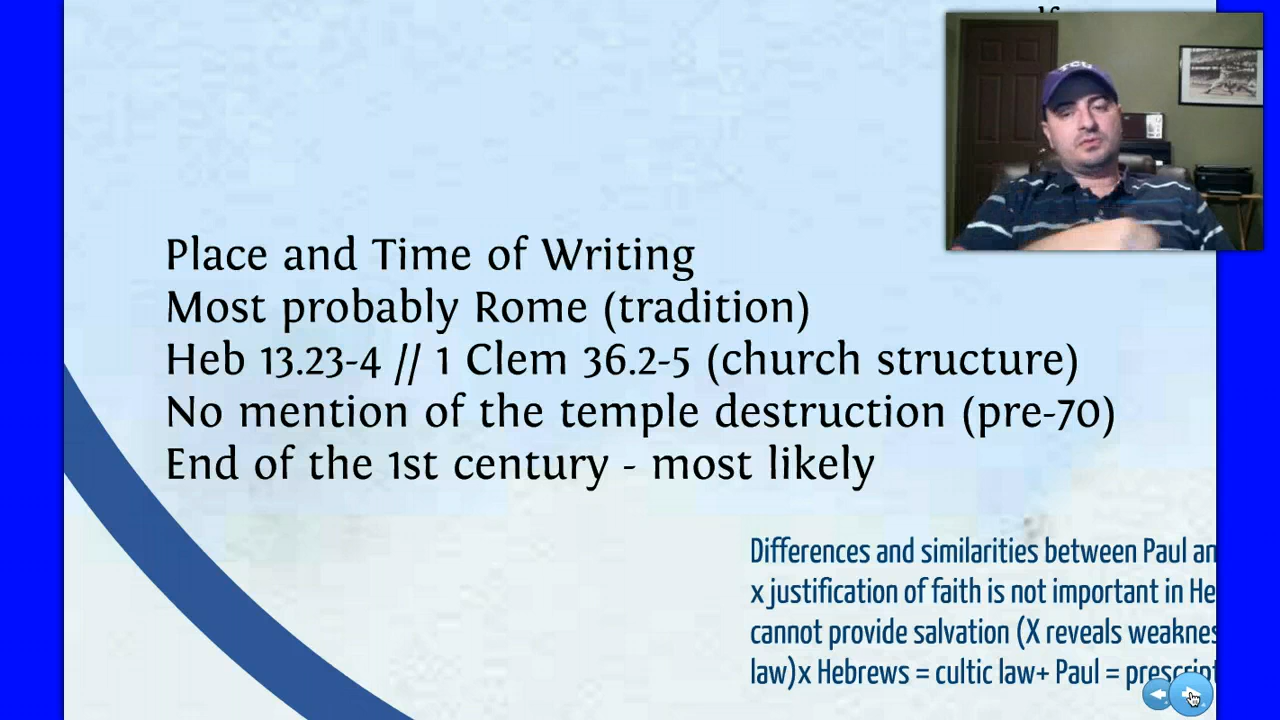 TCU
Place and Time of Writing
Most probably Rome (tradition)
Heb 13.23-4 // 1 Clem 36.2-5 (church structure)
No mention of the temple destruction (pre-70)
End of the 1st century - most likely
Differences and similarities between Paul an
x justification of faith is not important in He
cannot provide salvation (X reveals weaknes
law)x Hebrews = cultic law+ Paul = prescript